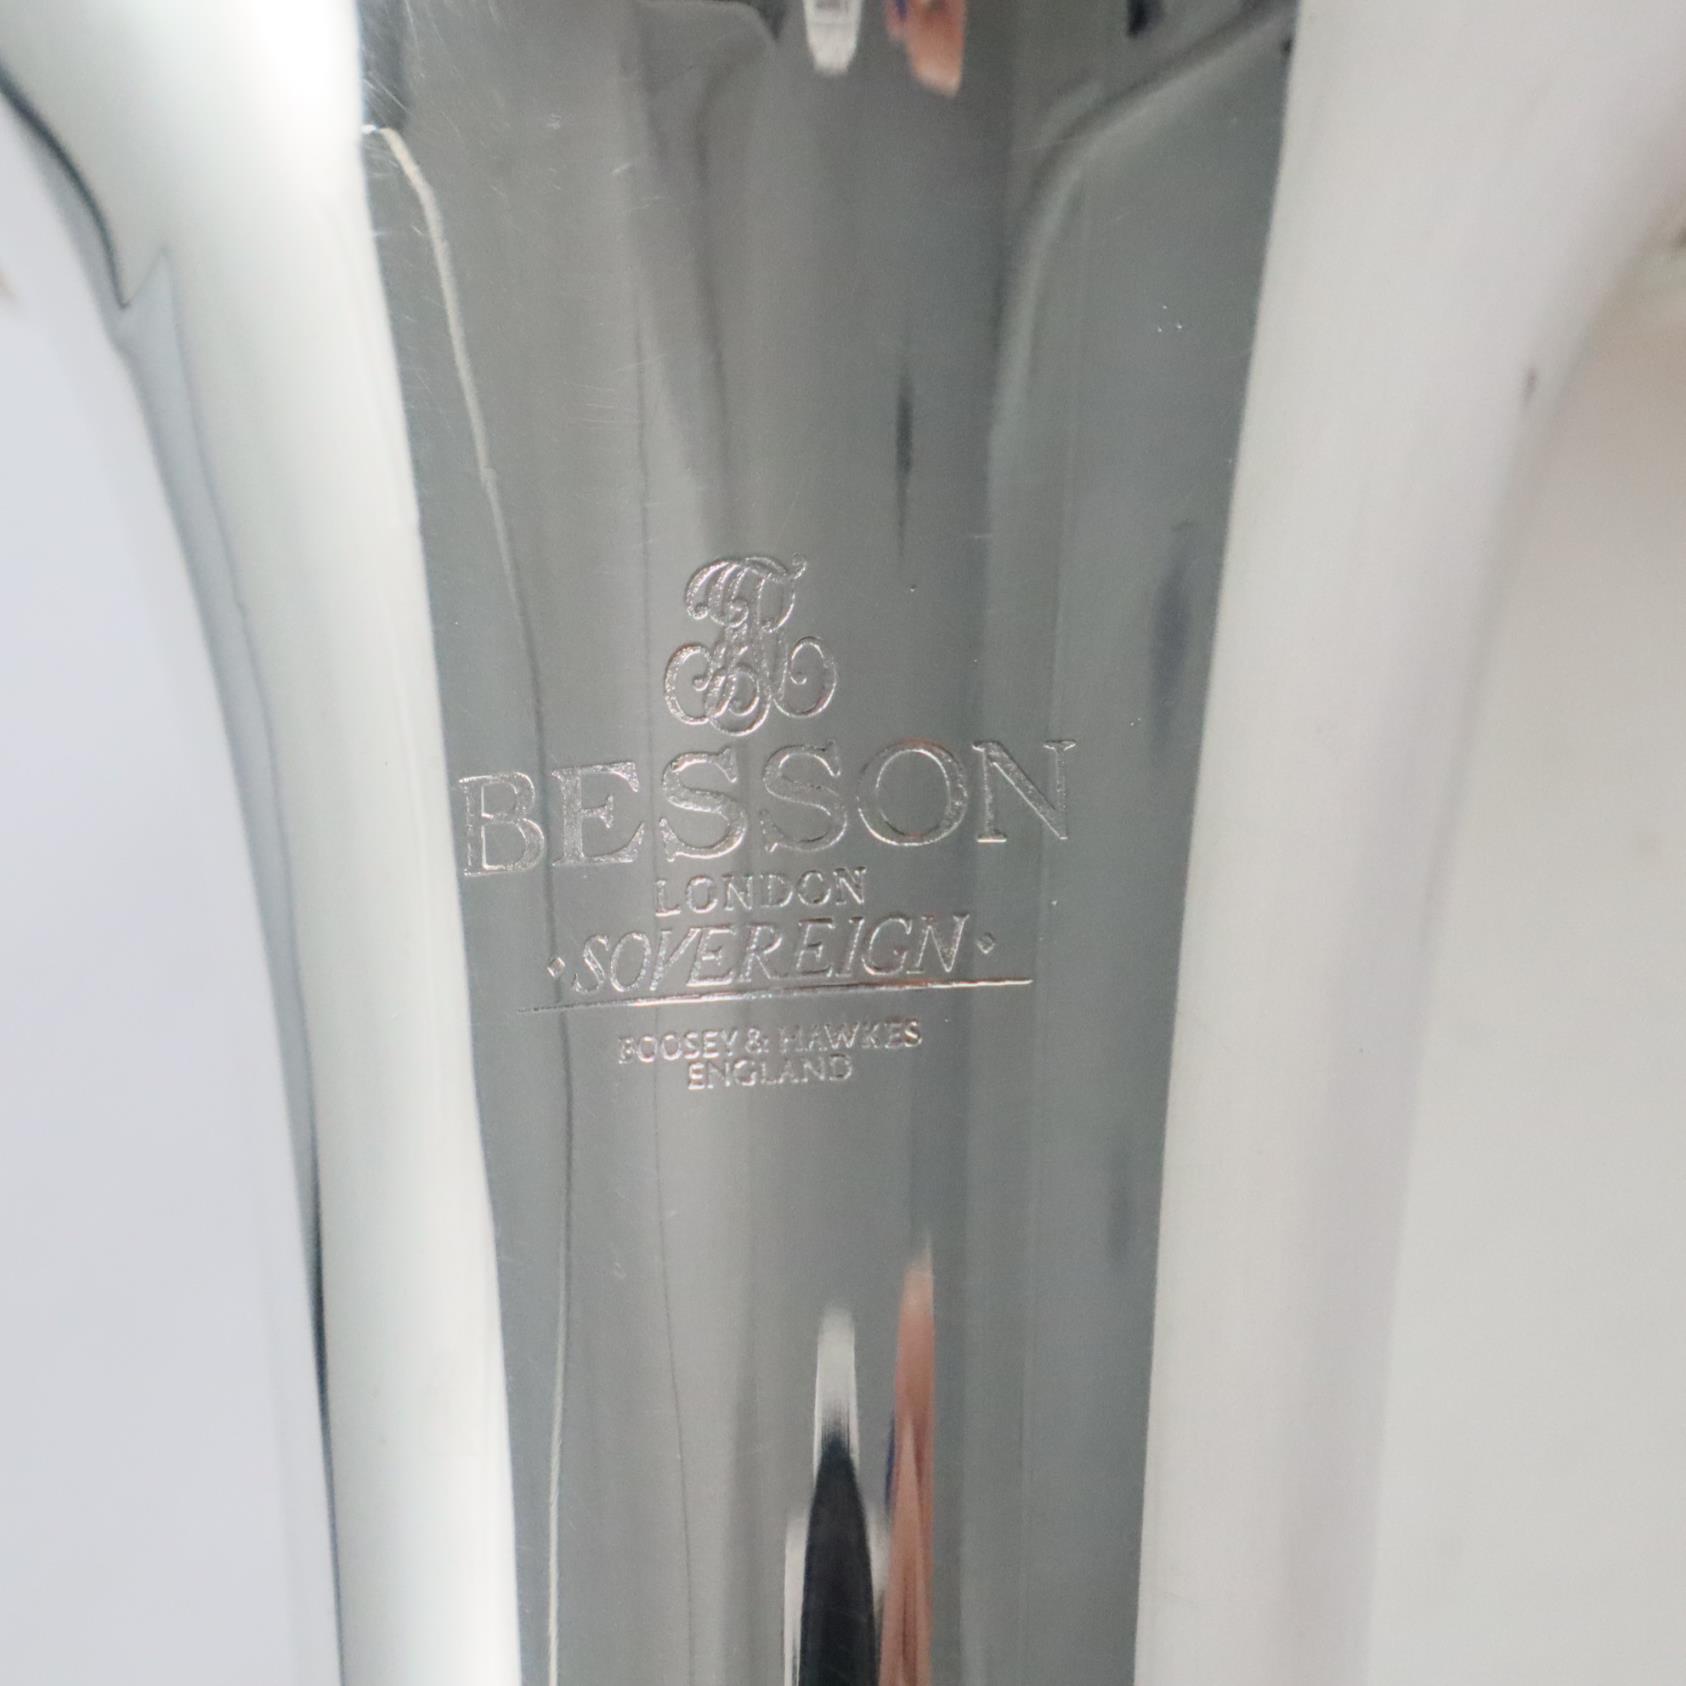 BESSON
LONDON
·SOVEREIGN·
BOOSEY & HAWKES
ENGLAND